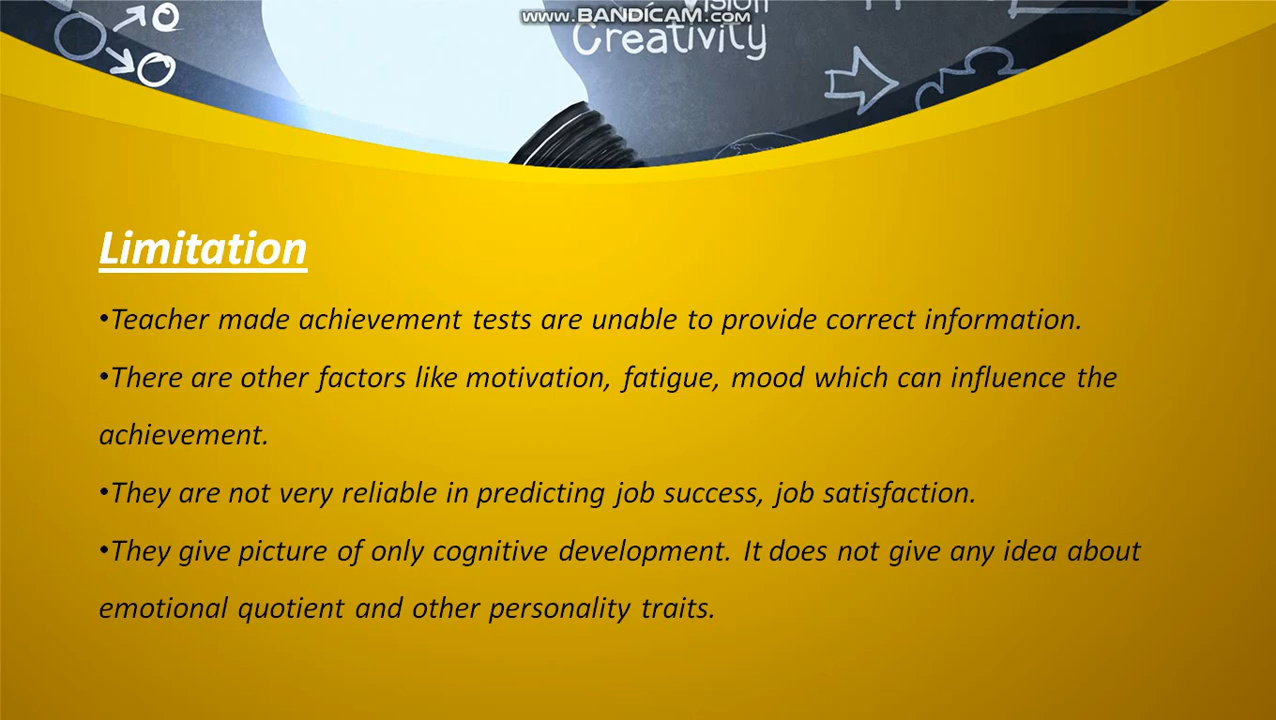 www.BANDICAM.com
Creativity
Limitation
•Teacher made achievement tests are unable to provide correct information.
•There are other factors like motivation, fatigue, mood which can influence the
achievement.
•They are not very reliable in predicting job success, job satisfaction.
•They give picture of only cognitive development. It does not give any idea about
emotional quotient and other personality traits.